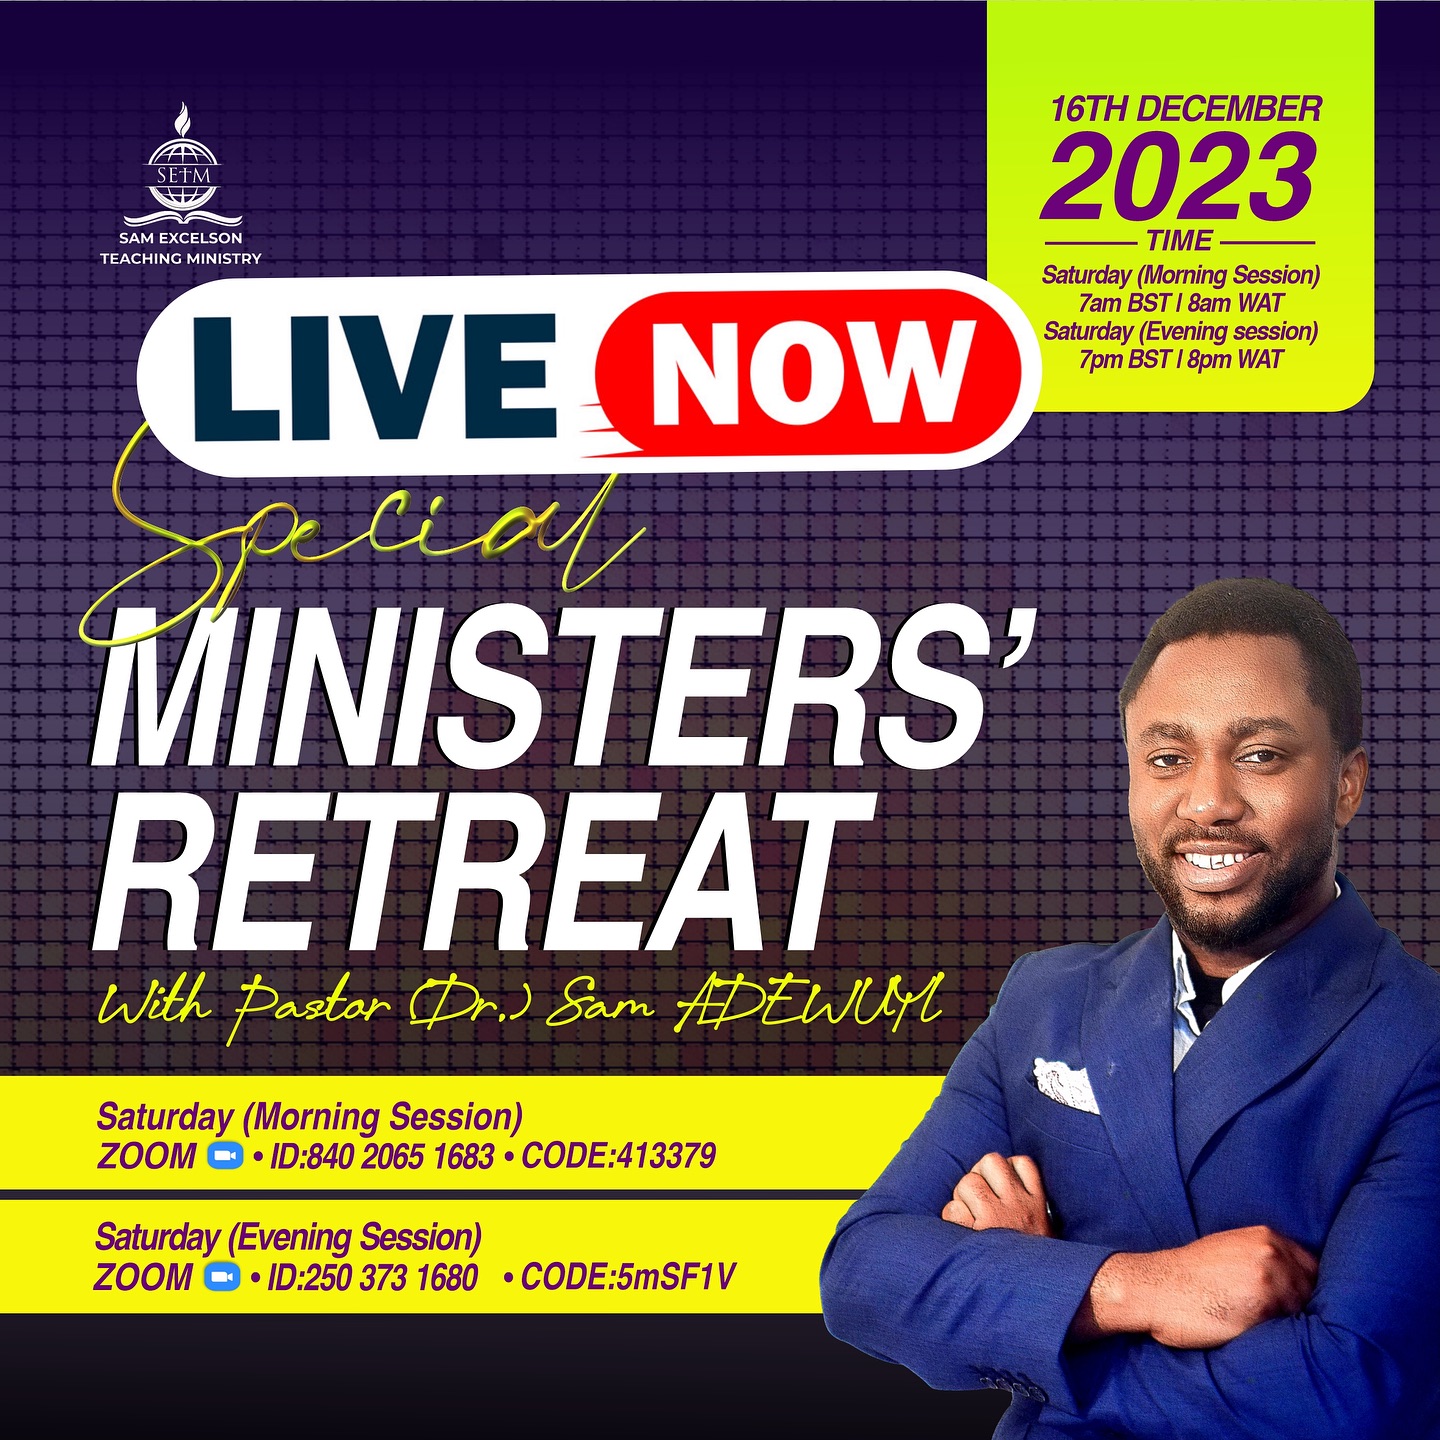 SETM
SAM EXCELSON
TEACHING MINISTRY
16TH DECEMBER
2023
TIME
Saturday (Morning Session)
7am BST | 8am WAT
Saturday (Evening session)
7pm BST | 8pm WAT
LIVE NOW
Special
MINISTERS’
RETREAT
With Pastor (Dr.) Sam ADEWUYI
Saturday (Morning Session)
ZOOM • ID:840 2065 1683 • CODE:413379
Saturday (Evening Session)
ZOOM • ID:250 373 1680 • CODE:5mSF1V